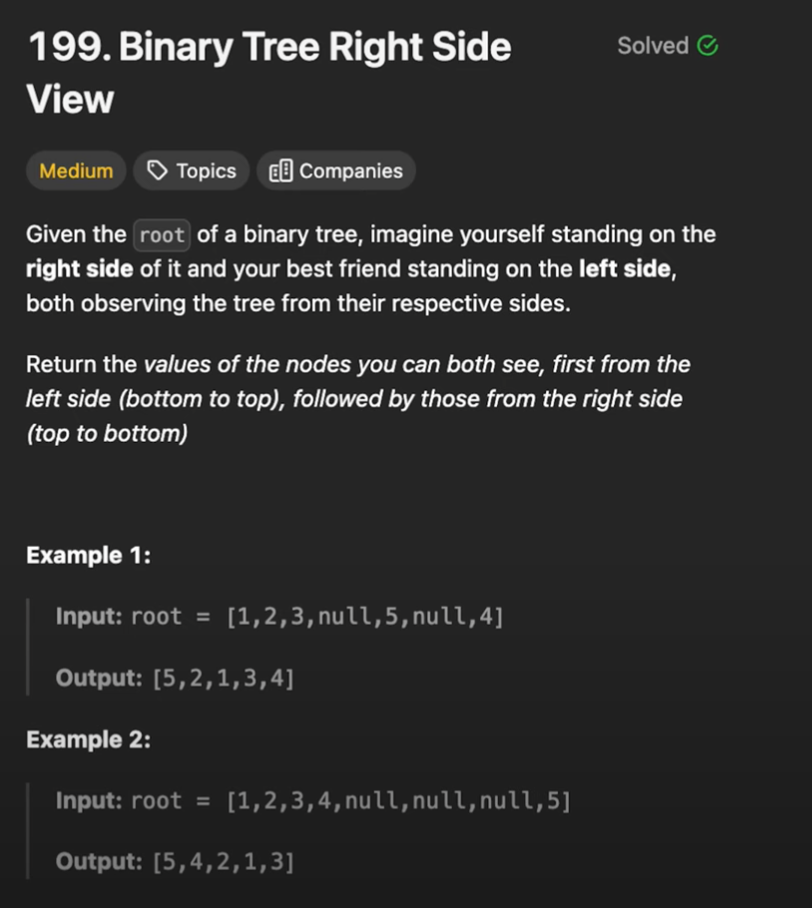 199. Binary Tree Right Side
View
Solved
Medium
Topics
Companies
Given the root of a binary tree, imagine yourself standing on the
right side of it and your best friend standing on the left side,
both observing the tree from their respective sides.
Return the values of the nodes you can both see, first from the
left side (bottom to top), followed by those from the right side
(top to bottom)
Example 1:
Input: root = [1,2,3,null,5,null,4]
Output: [5,2,1,3,4]
Example 2:
Input: root = [1,2,3,4,null,null,null,5]
Output: [5,4,2,1,3]